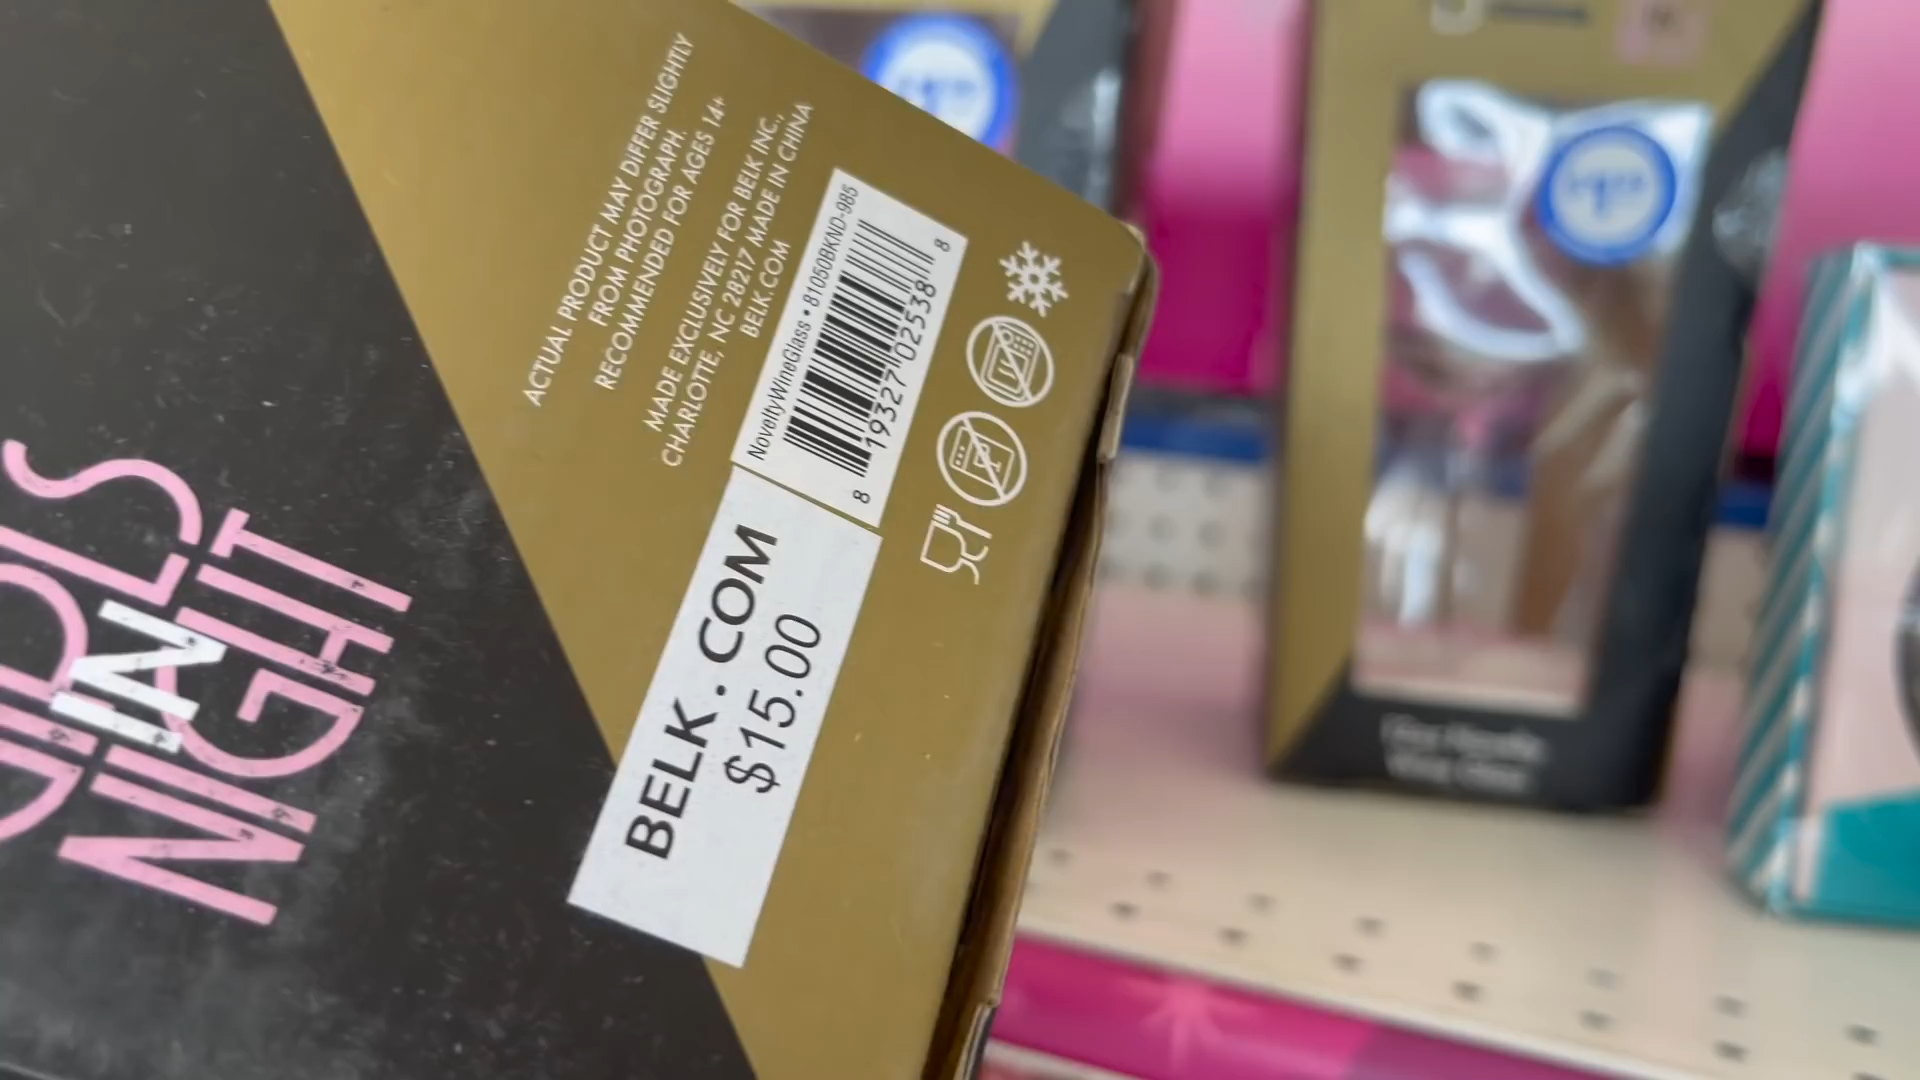 GIRLS
IN
NIGHT
ACTUAL PRODUCT MAY DIFFER SLIGHTLY
FROM PHOTOGRAPH.
RECOMMENDED FOR AGES 14+
MADE EXCLUSIVELY FOR BELK INC.,
CHARLOTTE, NC 28217 MADE IN CHINA
BELK.COM
NoveltyWineGlass • 81050BKND-985
8 19327 02538 8
BELK.COM
$15.00